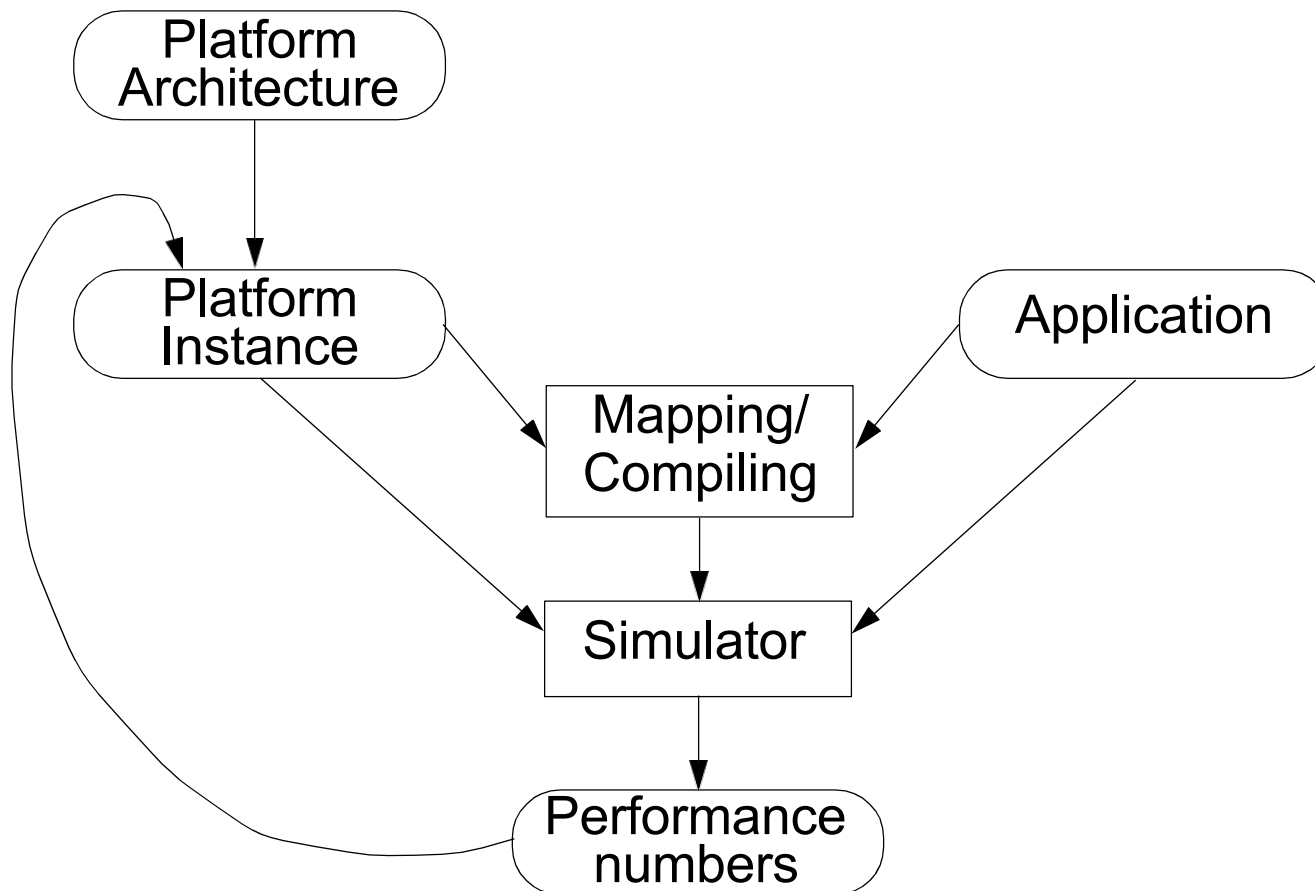 Platform
Architecture
Platform
Instance
Application
Mapping/
Compiling
Simulator
Performance
numbers